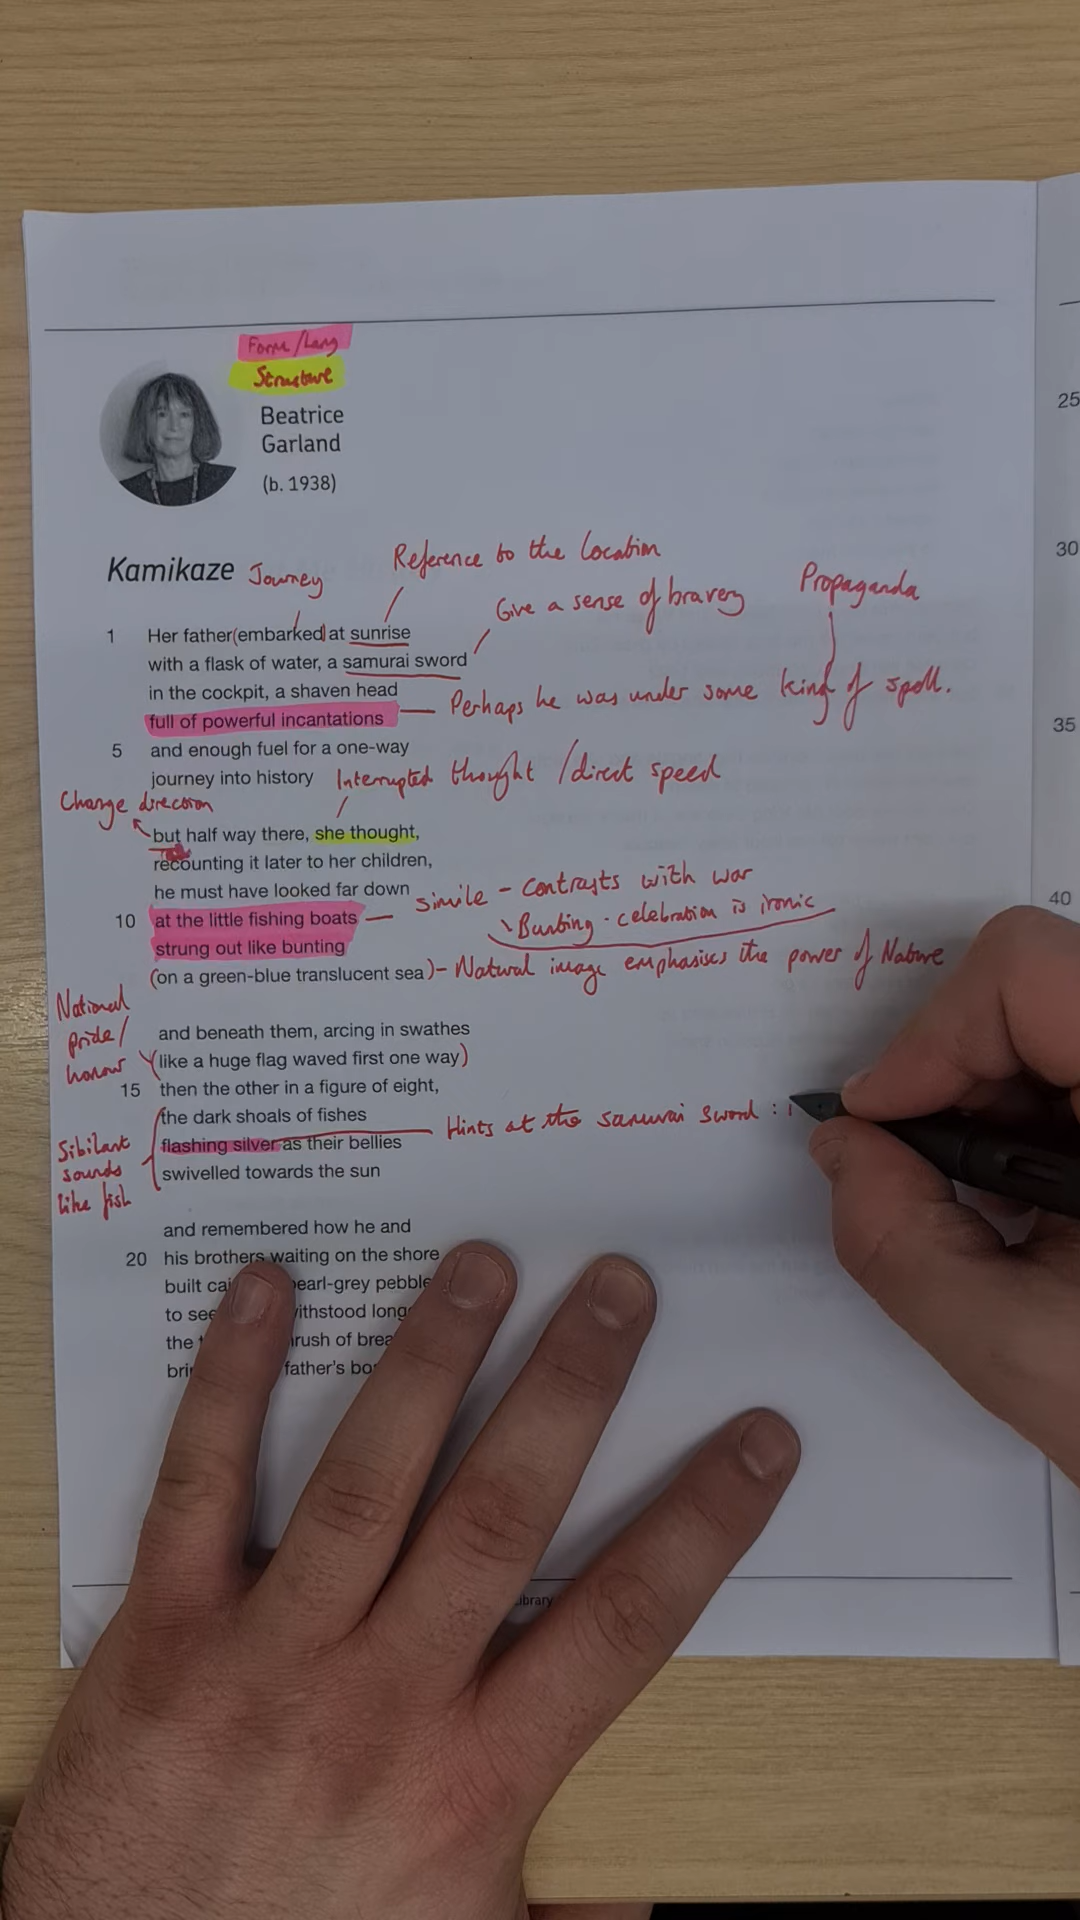 Form/Lang
Structure
Beatrice
Garland
(b. 1938)
25
Kamikaze
Journey
Reference to the location
30
Give a sense of bravery
Propaganda
1 Her father (embarked) at sunrise
with a flask of water, a samurai sword
in the cockpit, a shaven head
full of powerful incantations
Perhaps he was under some kind of spell.
35
5 and enough fuel for a one-way
journey into history
Interrupted thought / direct speed
Change direction
but half way there, she thought,
recounting it later to her children,
he must have looked far down
simile - contrasts with war
10 at the little fishing boats
Bunting - celebration is ironic
40
strung out like bunting
(on a green-blue translucent sea) - Natural image emphasises the power of Nature
National
pride/
honour
and beneath them, arcing in swathes
(like a huge flag waved first one way)
15 then the other in a figure of eight,
the dark shoals of fishes
Hints at the samurai sword :
flashing silver as their bellies
Sibilant
sounds
like fish
swivelled towards the sun
and remembered how he and
20 his brothers waiting on the shore
built pearl-grey
to
the of
father's